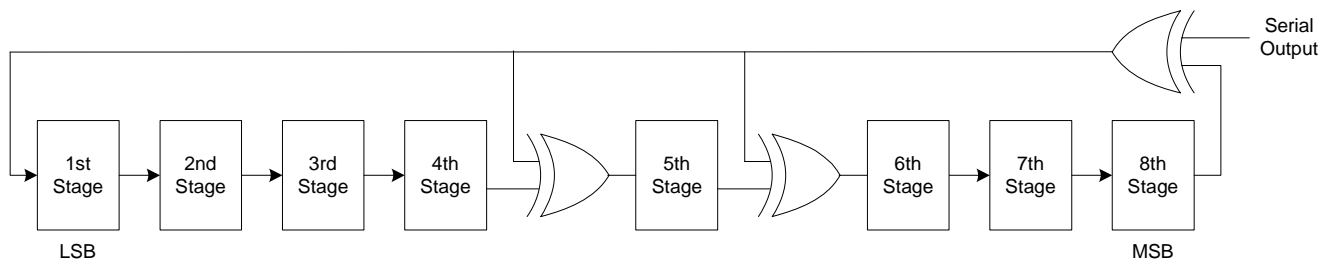 Serial
Output
1st
Stage
2nd
Stage
3rd
Stage
4th
Stage
5th
Stage
6th
Stage
7th
Stage
8th
Stage
LSB
MSB